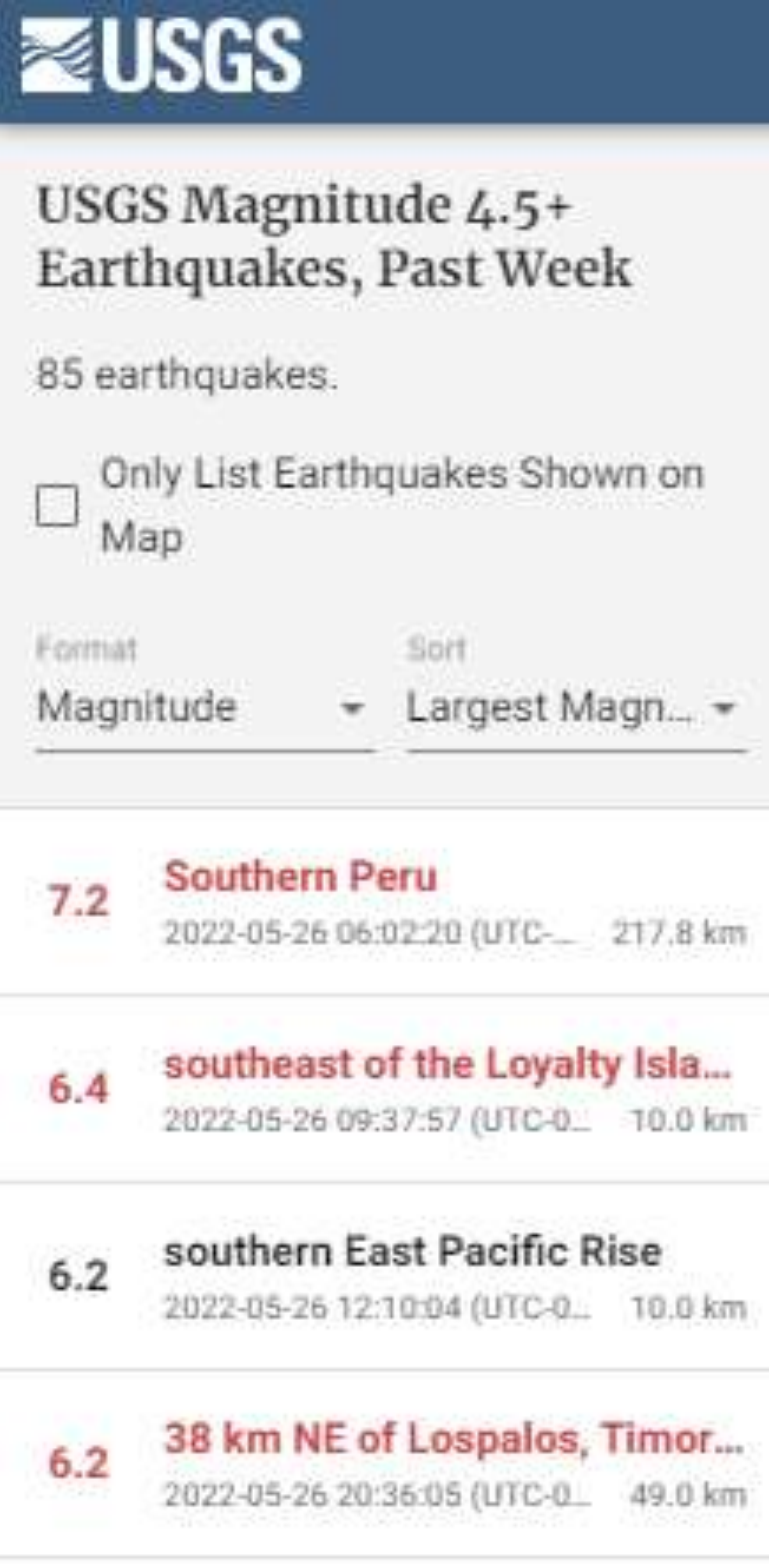 USGS
USGS Magnitude 4.5+
Earthquakes, Past Week
85 earthquakes.
Only List Earthquakes Shown on
Map
Format
Sort
Magnitude
Largest Magn...
7.2
Southern Peru
2022-05-26 06:02:20 (UTC-... 217.8 km
6.4
southeast of the Loyalty Isla...
2022-05-26 09:37:57 (UTC-0... 10.0 km
6.2
southern East Pacific Rise
2022-05-26 12:10:04 (UTC-0... 10.0 km
6.2
38 km NE of Lospalos, Timor...
2022-05-26 20:36:05 (UTC-0... 49.0 km